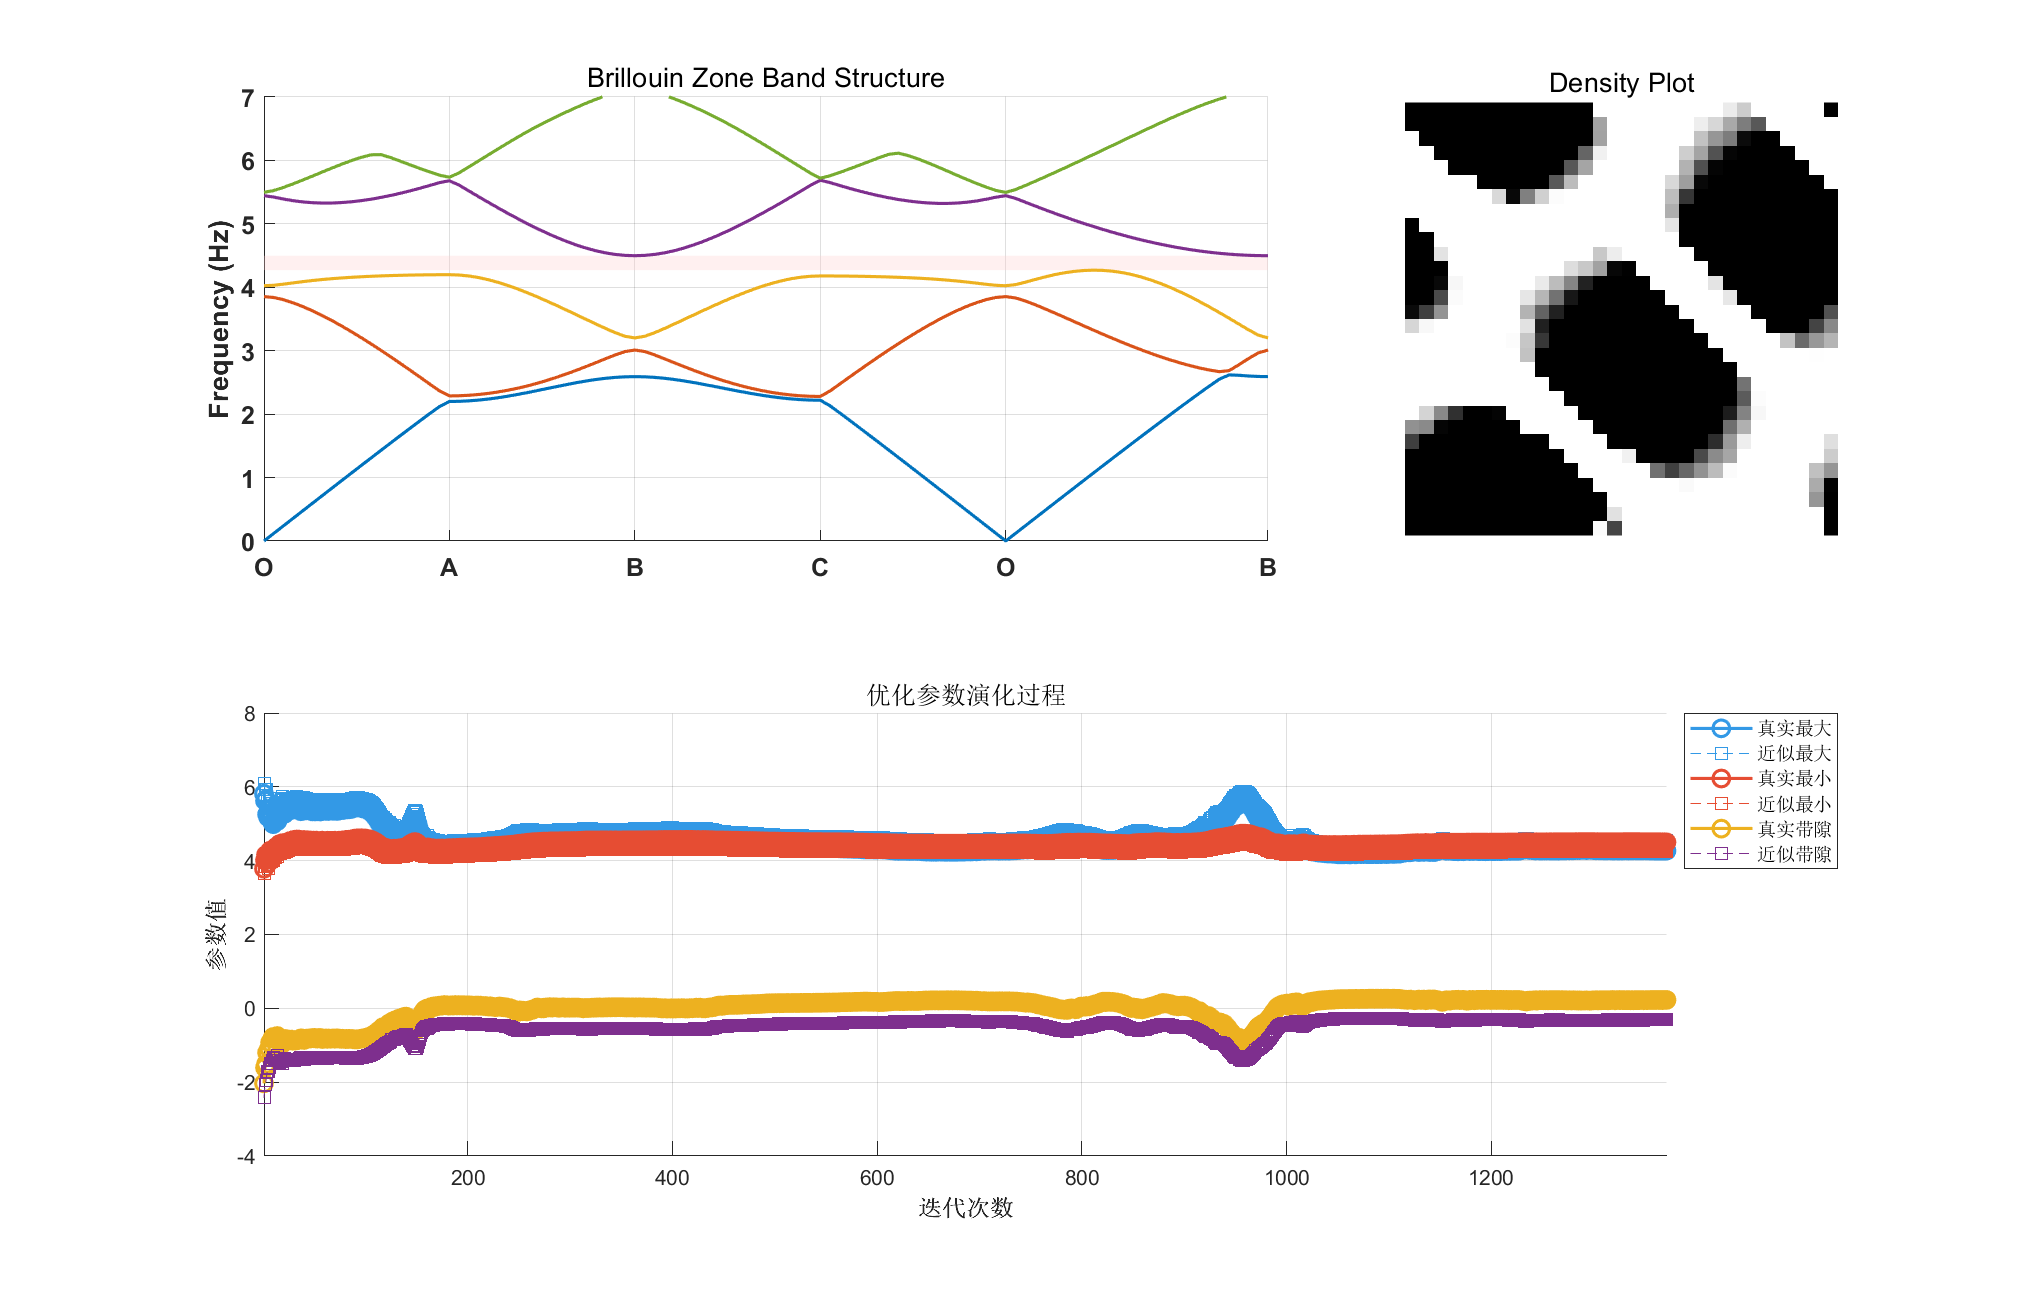 Brillouin Zone Band Structure
Frequency (Hz)
7
6
5
4
3
2
1
0
O A B C O B
Density Plot
优化参数演化过程
参数值
8
6
4
2
0
-2
-4
200 400 600 800 1000 1200
迭代次数
真实最大
近似最大
真实最小
近似最小
真实带隙
近似带隙